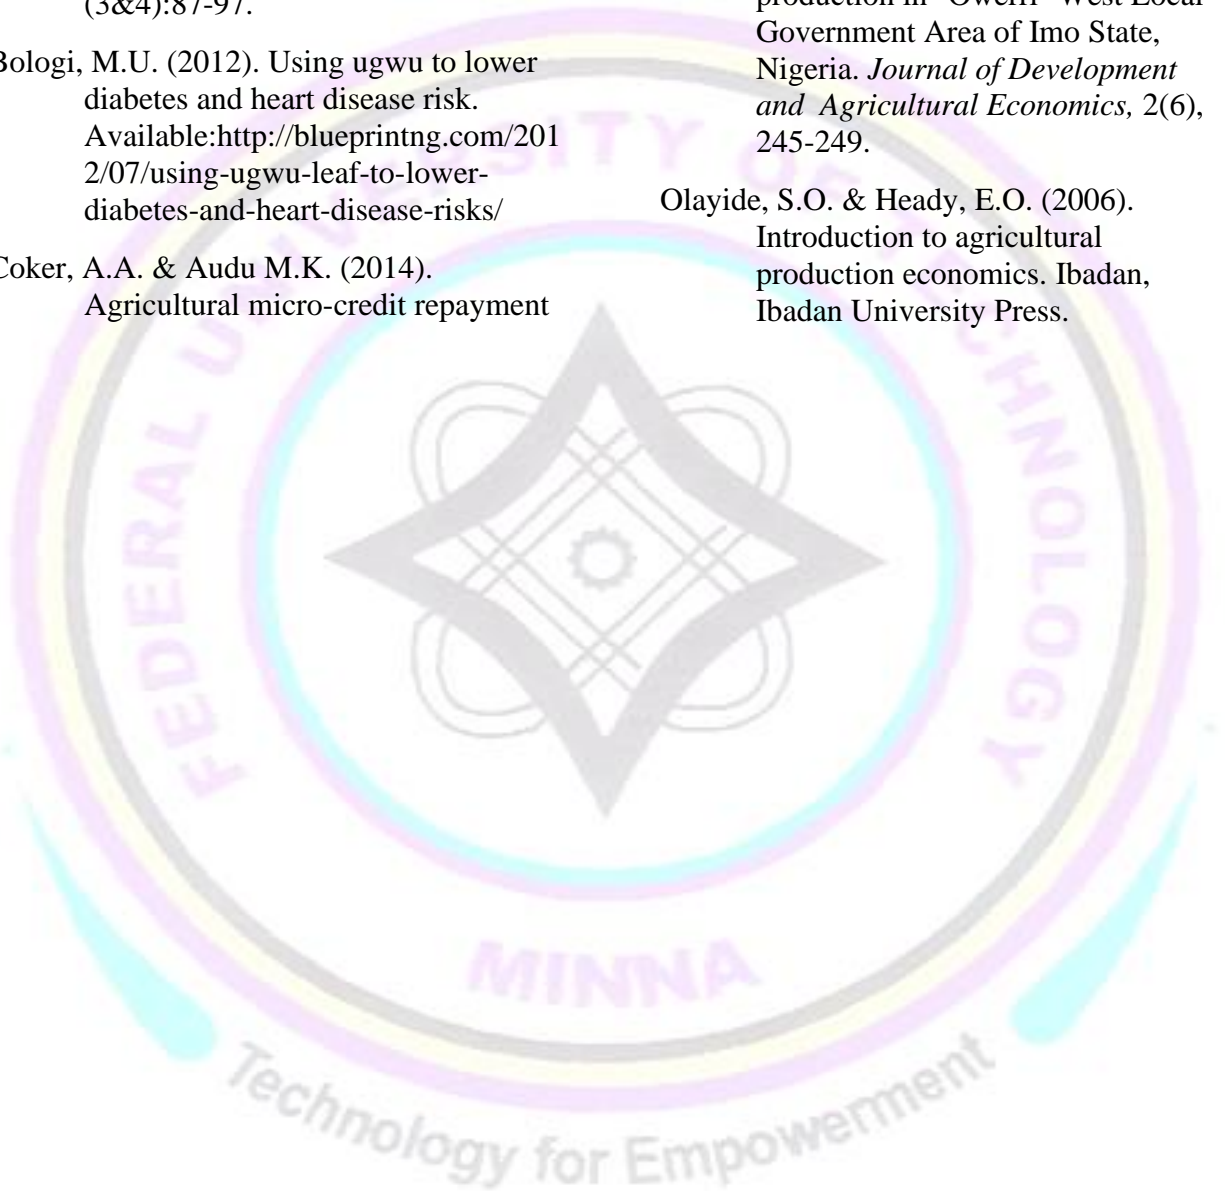 (3&4):87-97.
Bologi, M.U. (2012). Using ugwu to lower
diabetes and heart disease risk.
Available:http://blueprintng.com/201
2/07/using-ugwu-leaf-to-lower-
diabetes-and-heart-disease-risks/
Coker, A.A. & Audu M.K. (2014).
Agricultural micro-credit repayment
production in Owerri West Local
Government Area of Imo State,
Nigeria. Journal of Development
and Agricultural Economics, 2(6),
245-249.
Olayide, S.O. & Heady, E.O. (2006).
Introduction to agricultural
production economics. Ibadan,
Ibadan University Press.
FEDERAL UNIVERSITY OF TECHNOLOGY
MINNA
Technology for Empowerment